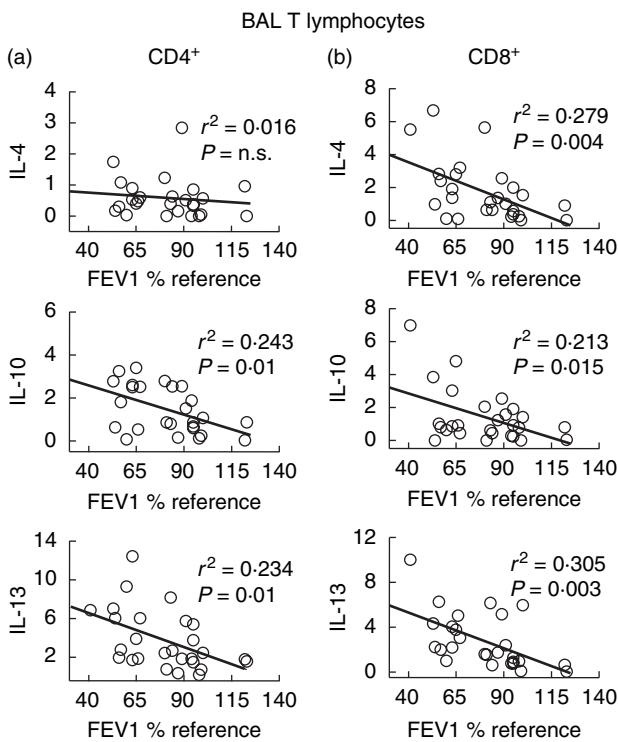 BAL T lymphocytes
(a)
CD4⁺
4
3
2
1
0
IL-4
r² = 0·016
P = n.s.
40 65 90 115 140
FEV1 % reference
6
4
2
0
IL-10
r² = 0·243
P = 0·01
40 65 90 115 140
FEV1 % reference
14
10
6
2
IL-13
r² = 0·234
P = 0·01
40 65 90 115 140
FEV1 % reference
(b)
CD8⁺
8
6
4
2
0
IL-4
r² = 0·279
P = 0·004
40 65 90 115 140
FEV1 % reference
8
6
4
2
0
IL-10
r² = 0·213
P = 0·015
40 65 90 115 140
FEV1 % reference
12
8
4
0
IL-13
r² = 0·305
P = 0·003
40 65 90 115 140
FEV1 % reference